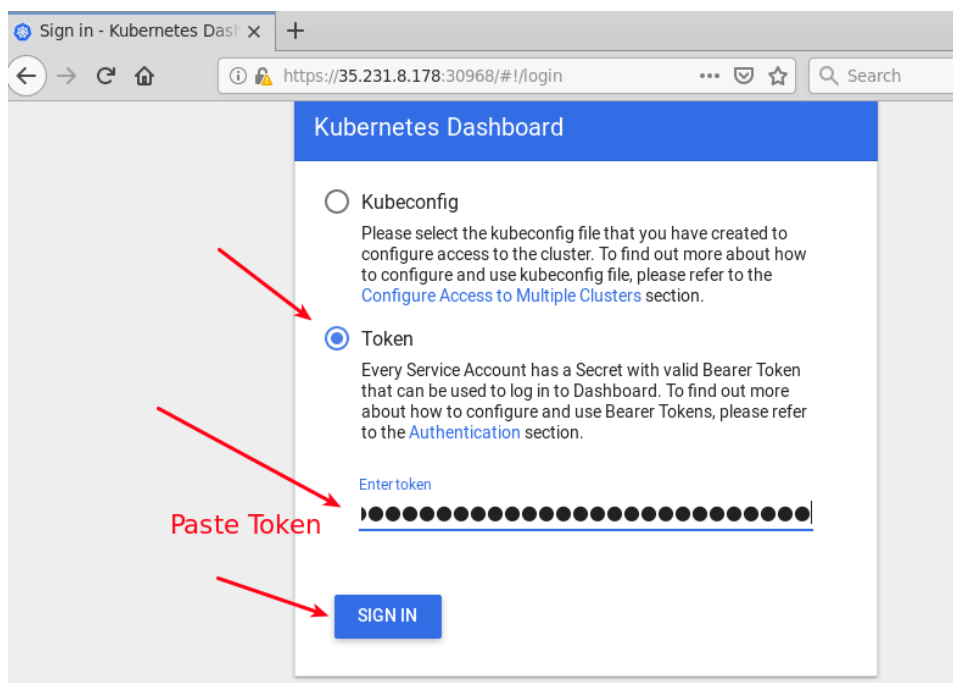 Sign in - Kubernetes Das
https://35.231.8.178:30968/#!/login
Search
Kubernetes Dashboard
Kubeconfig
Please select the kubeconfig file that you have created to
configure access to the cluster. To find out more about how
to configure and use kubeconfig file, please refer to the
Configure Access to Multiple Clusters section.
Token
Every Service Account has a Secret with valid Bearer Token
that can be used to log in to Dashboard. To find out more
about how to configure and use Bearer Tokens, please refer
to the Authentication section.
Enter token
Paste Token
SIGN IN